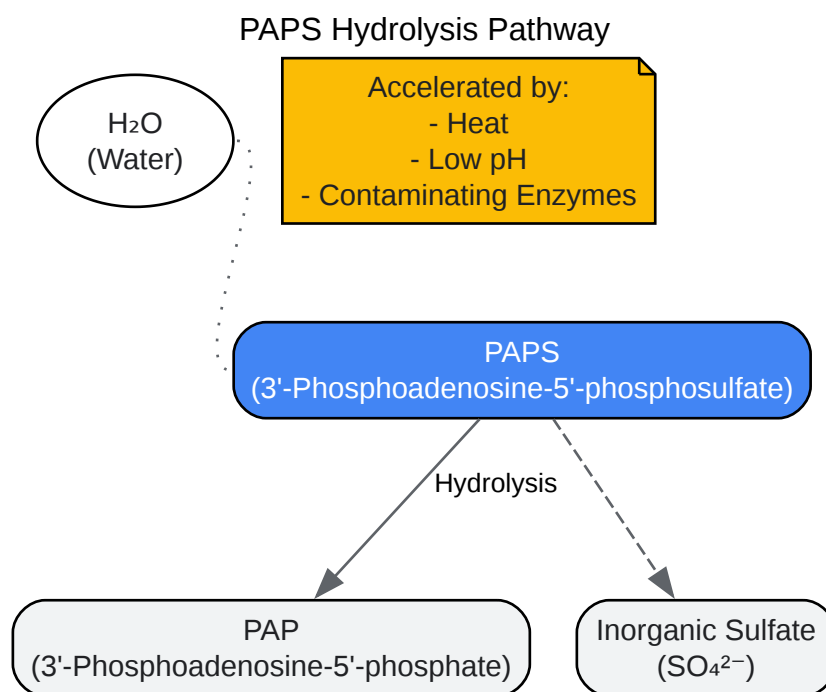 PAPS Hydrolysis Pathway
H₂O
(Water)
Accelerated by:
- Heat
- Low pH
- Contaminating Enzymes
PAPS
(3'-Phosphoadenosine-5'-phosphosulfate)
Hydrolysis
PAP
(3'-Phosphoadenosine-5'-phosphate)
Inorganic Sulfate
(SO₄²⁻)